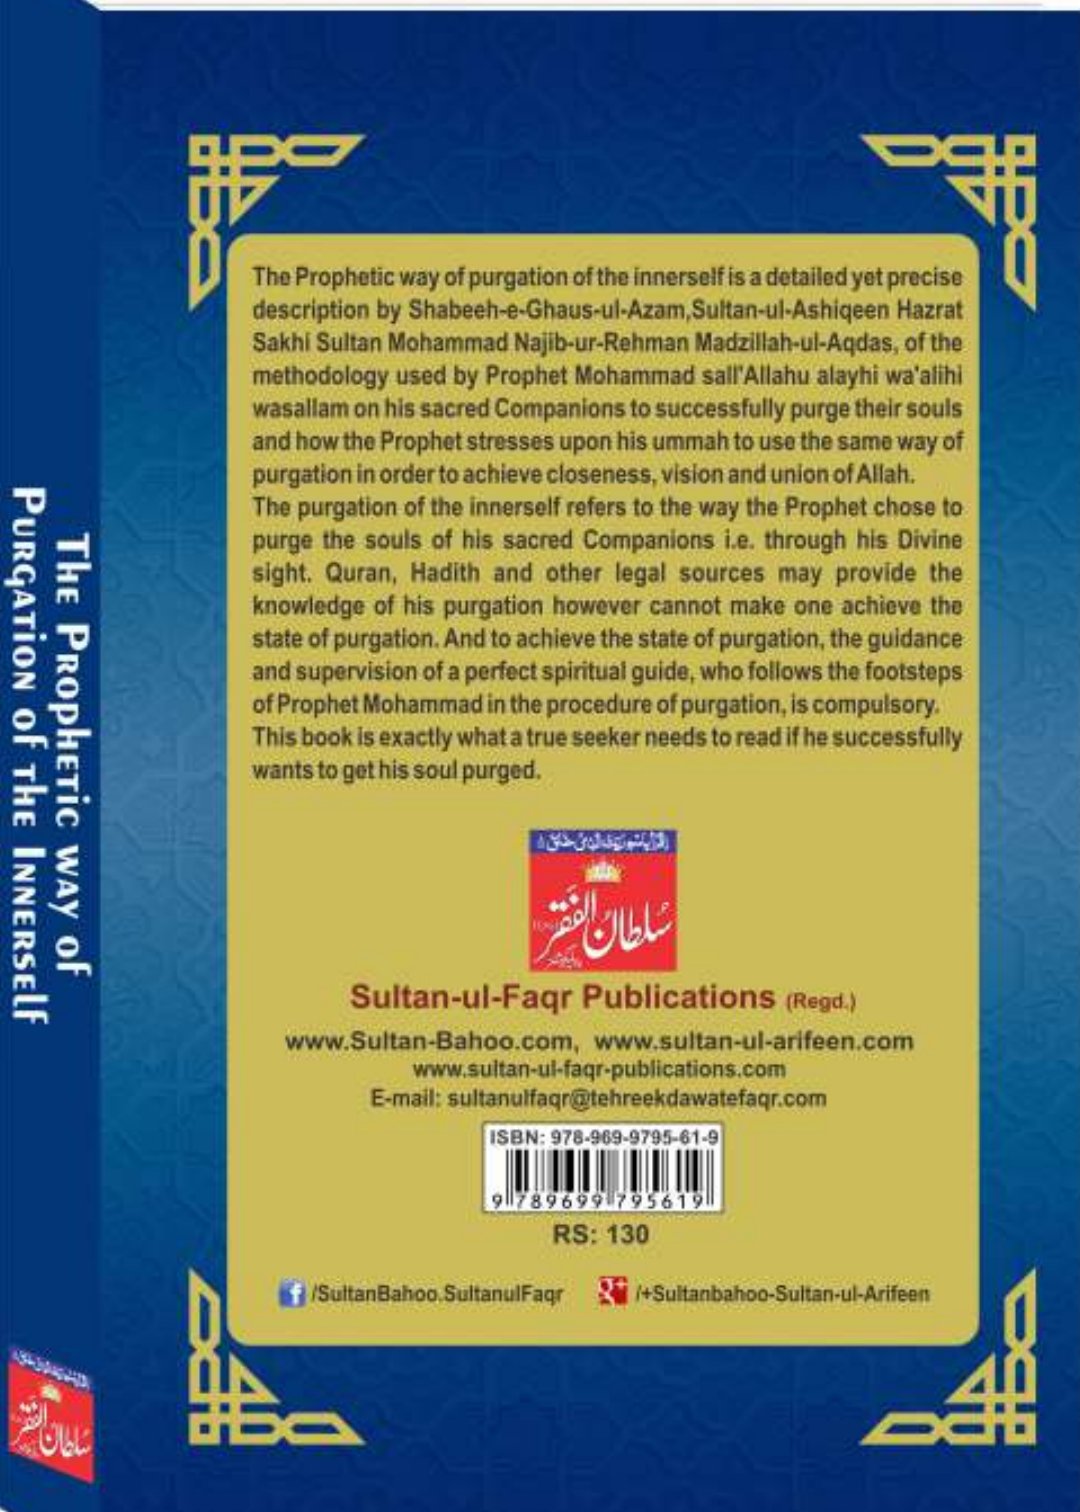 The Prophetic way of
Purgation of the Innerself
The Prophetic way of purgation of the innerself is a detailed yet precise
description by Shabeeh-e-Ghaus-ul-Azam,Sultan-ul-Ashiqeen Hazrat
Sakhi Sultan Mohammad Najib-ur-Rehman Madzillah-ul-Aqdas, of the
methodology used by Prophet Mohammad sall'Allahu alayhi wa'alihi
wasallam on his sacred Companions to successfully purge their souls
and how the Prophet stresses upon his ummah to use the same way of
purgation in order to achieve closeness, vision and union of Allah.
The purgation of the innerself refers to the way the Prophet chose to
purge the souls of his sacred Companions i.e. through his Divine
sight. Quran, Hadith and other legal sources may provide the
knowledge of his purgation however cannot make one achieve the
state of purgation. And to achieve the state of purgation, the guidance
and supervision of a perfect spiritual guide, who follows the footsteps
of Prophet Mohammad in the procedure of purgation, is compulsory.
This book is exactly what a true seeker needs to read if he successfully
wants to get his soul purged.
سُلطانُ الفَقر
Sultan-ul-Faqr Publications (Regd.)
www.Sultan-Bahoo.com, www.sultan-ul-arifeen.com
www.sultan-ul-faqr-publications.com
E-mail: sultanulfaqr@tehreekdawatefaqr.com
ISBN: 978-969-9795-61-9
9 789699 795619
RS: 130
/SultanBahoo.SultanulFaqr
/+Sultanbahoo-Sultan-ul-Arifeen
سُلطانُ الفَقر